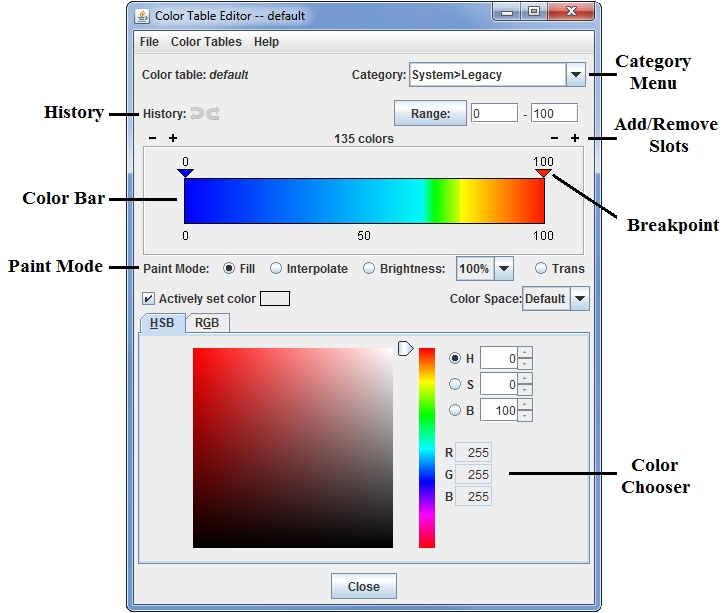 Color Table Editor -- default
File Color Tables Help
Color table: default Category: System>Legacy
Category
Menu
History
History: Range: 0 - 100
- + 135 colors - +
Add/Remove
Slots
0 100
Color Bar
Breakpoint
0 50 100
Paint Mode
Paint Mode: Fill Interpolate Brightness: 100% Trans
Actively set color Color Space: Default
HSB RGB
H 0
S 0
B 100
R 255
G 255
B 255
Color
Chooser
Close